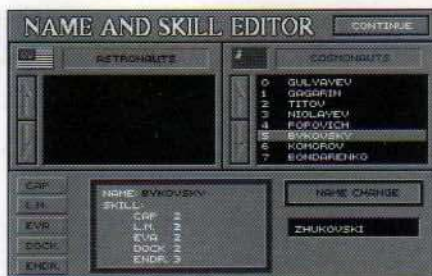 NAME AND SKILL EDITOR
CONTINUE
ASTRONAUTS
COSMONAUTS
0 GULYAYEV
1 GAGARIN
2 TITOV
3 NIOLAYEV
4 POPOVICH
5 BYKOVSKY
6 KOMOROV
7 BONDARENKO
CAP
L.M.
EVA
DOCK.
ENDR.
NAME: BYKOVSKY
SKILL:
CAP 2
L.M. 2
EVA 2
DOCK 2
ENDR. 3
NAME CHANGE
ZHUKOVSKI